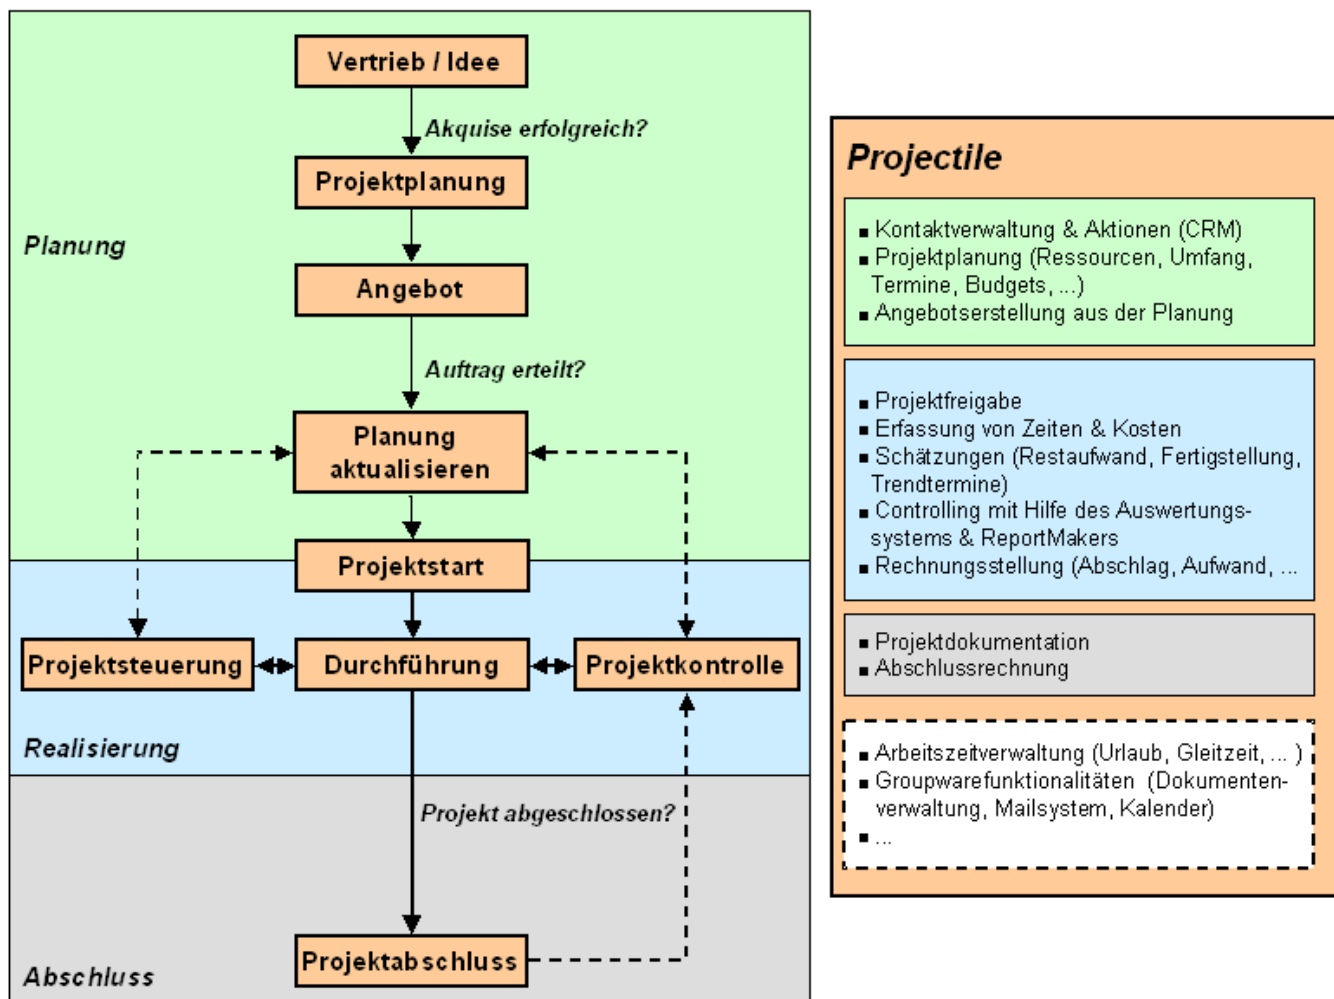 Vertrieb / Idee
Akquise erfolgreich?
Projektplanung
Planung
Angebot
Auftrag erteilt?
Planung
aktualisieren
Projektstart
Projektsteuerung
Durchführung
Projektkontrolle
Realisierung
Projekt abgeschlossen?
Projektabschluss
Abschluss
Projectile
▪ Kontaktverwaltung & Aktionen (CRM)
▪ Projektplanung (Ressourcen, Umfang,
Termine, Budgets, ...)
▪ Angebotserstellung aus der Planung
▪ Projektfreigabe
▪ Erfassung von Zeiten & Kosten
▪ Schätzungen (Restaufwand, Fertigstellung,
Trendtermine)
▪ Controlling mit Hilfe des Auswertungs-
systems & ReportMakers
▪ Rechnungsstellung (Abschlag, Aufwand, ...
▪ Projektdokumentation
▪ Abschlussrechnung
▪ Arbeitszeitverwaltung (Urlaub, Gleitzeit, ... )
▪ Groupwarefunktionalitäten (Dokumenten-
verwaltung, Mailsystem, Kalender)
▪ ...